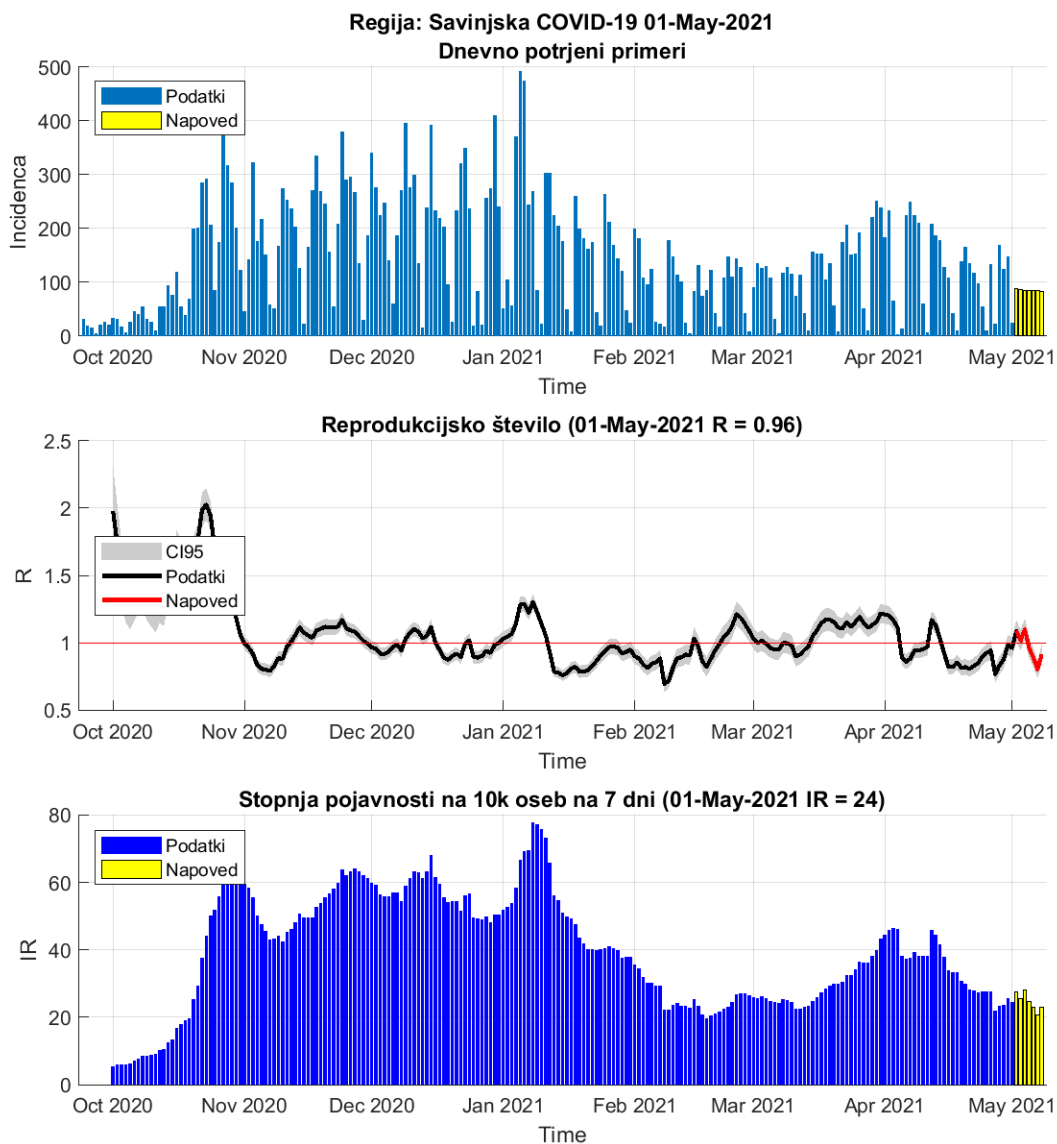 Regija: Savinjska COVID-19 01-May-2021
Dnevno potrjeni primeri
500
400
300
200
100
0
Incidenca
Podatki
Napoved
Oct 2020 Nov 2020 Dec 2020 Jan 2021 Feb 2021 Mar 2021 Apr 2021 May 2021
Time
Reprodukcijsko število (01-May-2021 R = 0.96)
2.5
2
1.5
1
0.5
R
CI95
Podatki
Napoved
Oct 2020 Nov 2020 Dec 2020 Jan 2021 Feb 2021 Mar 2021 Apr 2021 May 2021
Time
Stopnja pojavnosti na 10k oseb na 7 dni (01-May-2021 IR = 24)
80
60
40
20
0
IR
Podatki
Napoved
Oct 2020 Nov 2020 Dec 2020 Jan 2021 Feb 2021 Mar 2021 Apr 2021 May 2021
Time